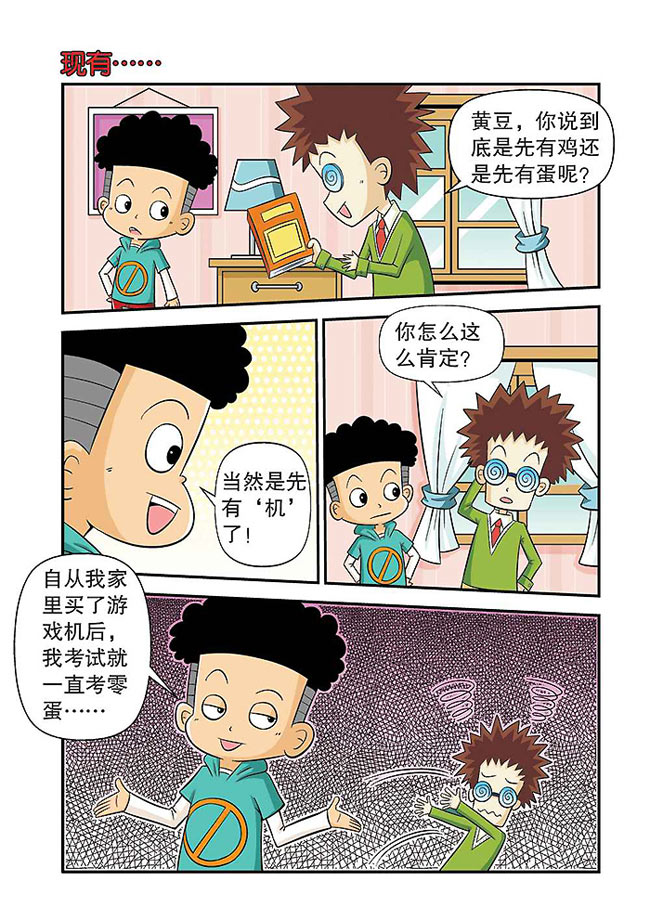 现有……
黄豆，你说到
底是先有鸡还
是先有蛋呢？
当然是先
有‘机’
了！
你怎么这
么肯定？
自从我家
里买了游
戏机后，
我考试就
一直考零
蛋……